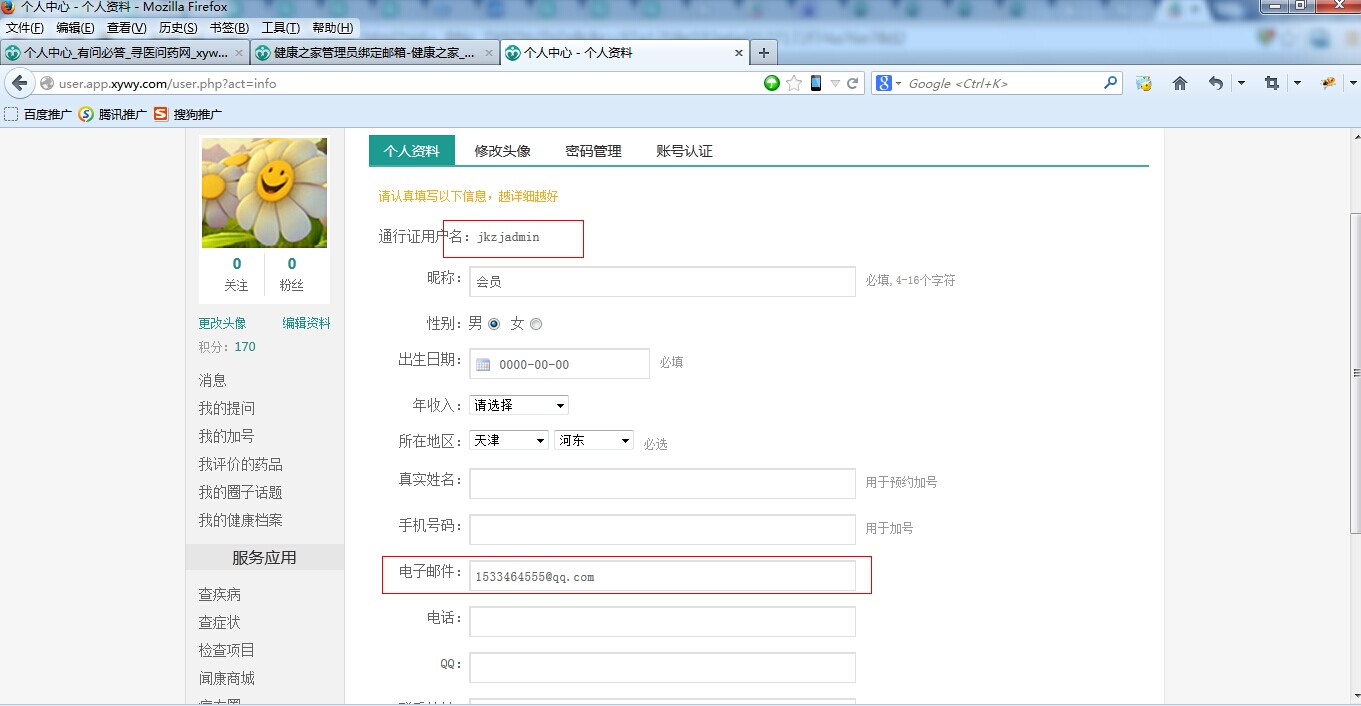 个人中心 - 个人资料 - Mozilla Firefox
文件(F) 编辑(E) 查看(V) 历史(S) 书签(B) 工具(T) 帮助(H)
个人中心_有问必答_寻医问药网_xyw... × 健康之家管理员绑定邮箱-健康之家_... × 个人中心 - 个人资料 ×
user.app.xywy.com/user.php?act=info
Google <Ctrl+K>
百度推广 腾讯推广 搜狗推广
个人资料 修改头像 密码管理 账号认证
请认真填写以下信息，越详细越好
通行证用户名：jkzjadmin
昵称： 会员 必填,4-16个字符
性别：男 女
出生日期： 0000-00-00 必填
年收入： 请选择
所在地区： 天津 河东 必选
真实姓名： 用于预约加号
手机号码： 用于加号
电子邮件： 1533464555@qq.com
电话：
QQ：
0 0
关注 粉丝
更改头像 编辑资料
积分：170
消息
我的提问
我的加号
我评价的药品
我的圈子话题
我的健康档案
服务应用
查疾病
查症状
检查项目
闻康商城